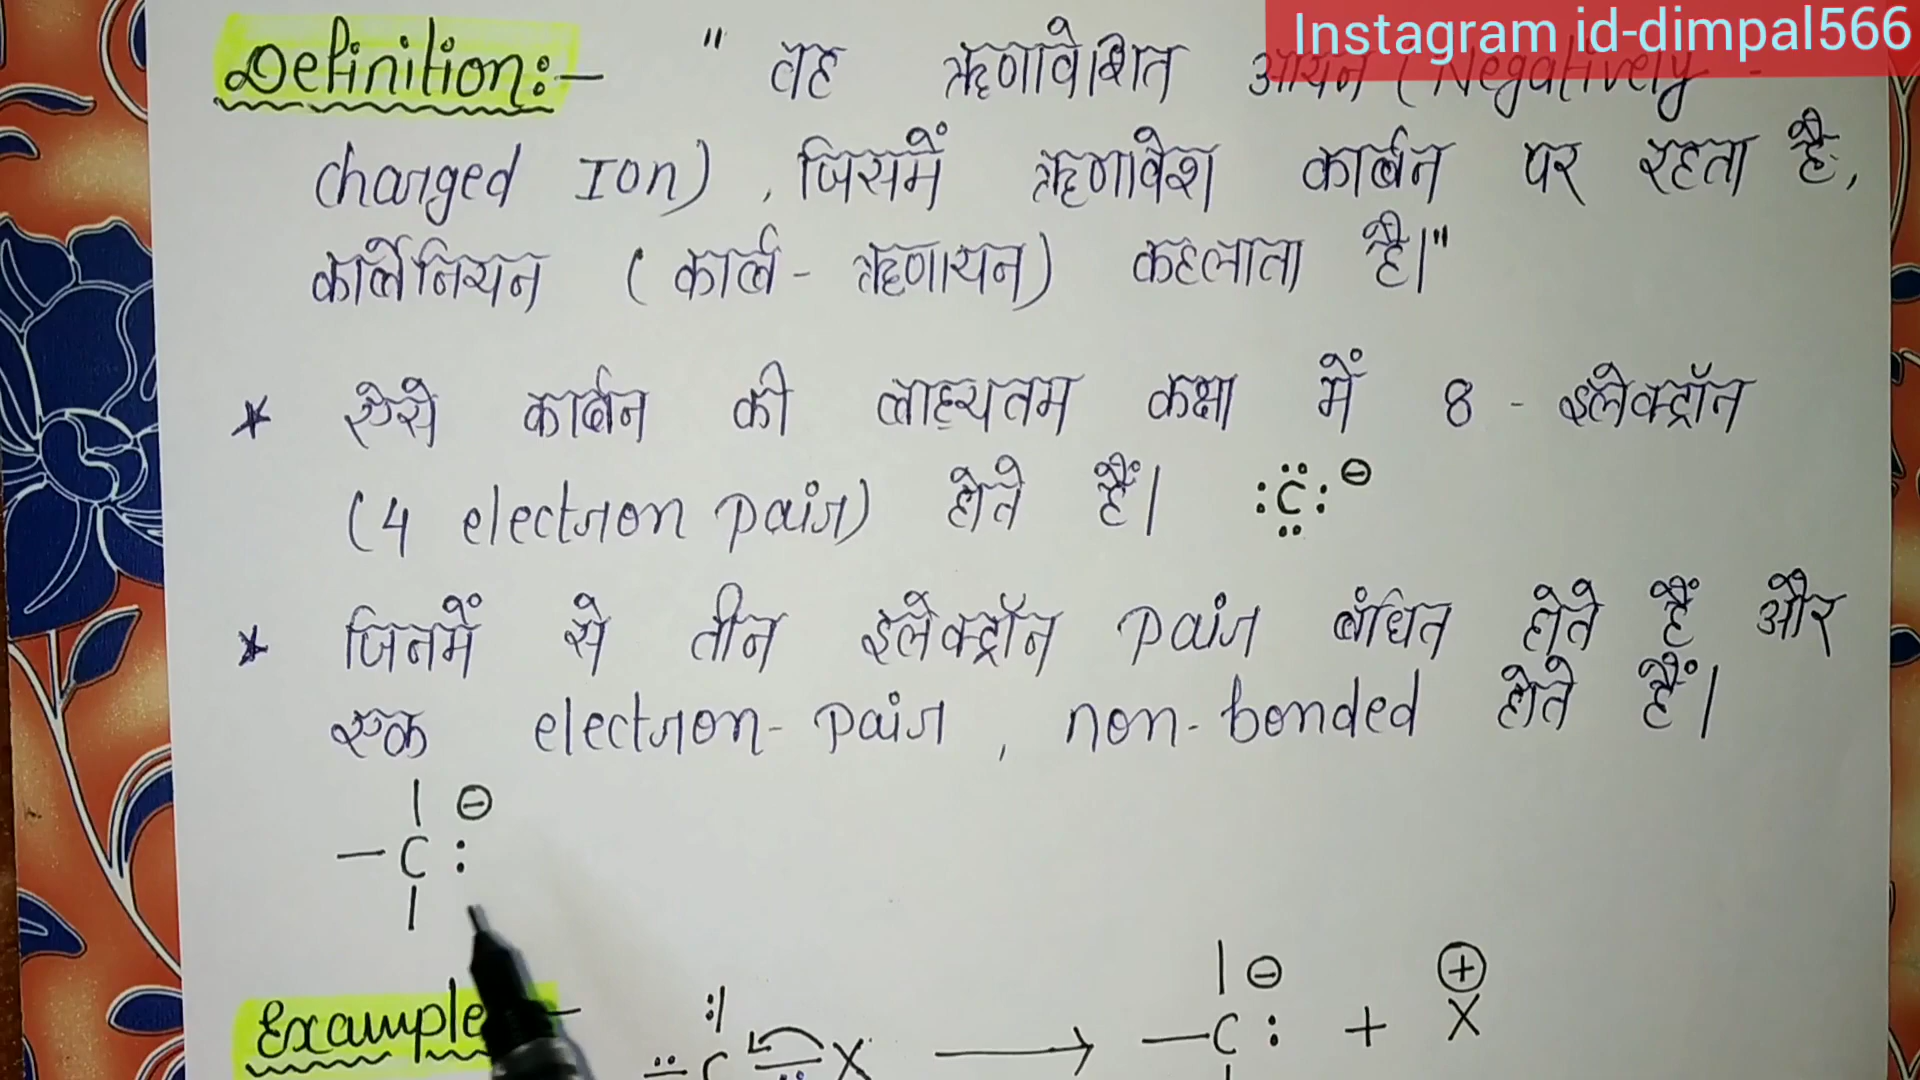 Instagram id-dimpal566
Definition:- " वह ऋणावेशित आयन ( Negatively -
charged Ion) , जिसमें ऋणावेश कार्बन पर रहता है,
कार्बेनियन ( कार्ब - ऋणायन) कहलाता है।"
* ऐसे कार्बन की बाह्यतम कक्षा में 8 - इलेक्ट्रॉन
(4 electron pair) होते हैं। :C̈: ⊖
* जिनमें से तीन इलेक्ट्रॉन pair बंधित होते हैं और
एक electron-pair , non-bonded होते हैं।
⊖
— C :
Example
— C X ⟶ — C : ⊖ + X ⊕